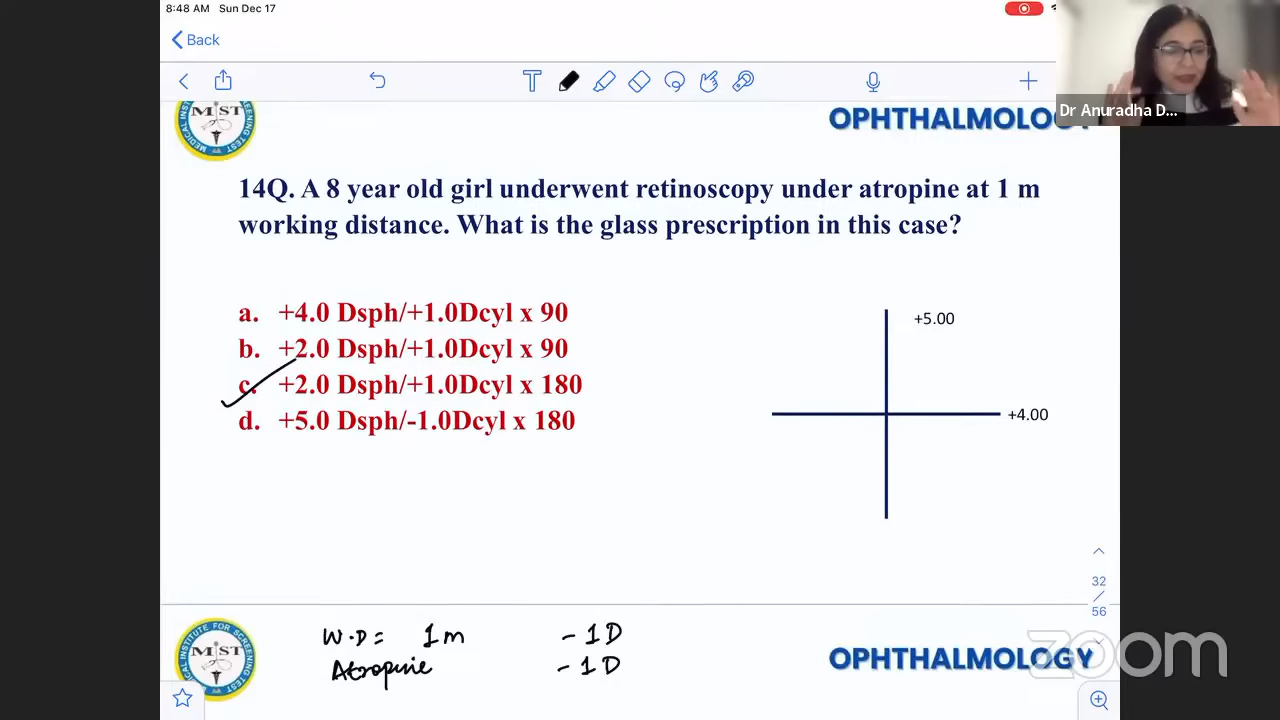 8:48 AM Sun Dec 17
Back
MIST
OPHTHALMOLOGY
Dr Anuradha D...
14Q. A 8 year old girl underwent retinoscopy under atropine at 1 m
working distance. What is the glass prescription in this case?
a. +4.0 Dsph/+1.0Dcyl x 90
b. +2.0 Dsph/+1.0Dcyl x 90
c. +2.0 Dsph/+1.0Dcyl x 180
d. +5.0 Dsph/-1.0Dcyl x 180
+5.00
+4.00
32
/
56
MIST
W.D = 1m -1D
Atropine -1D
OPHTHALMOLOGY
zoom